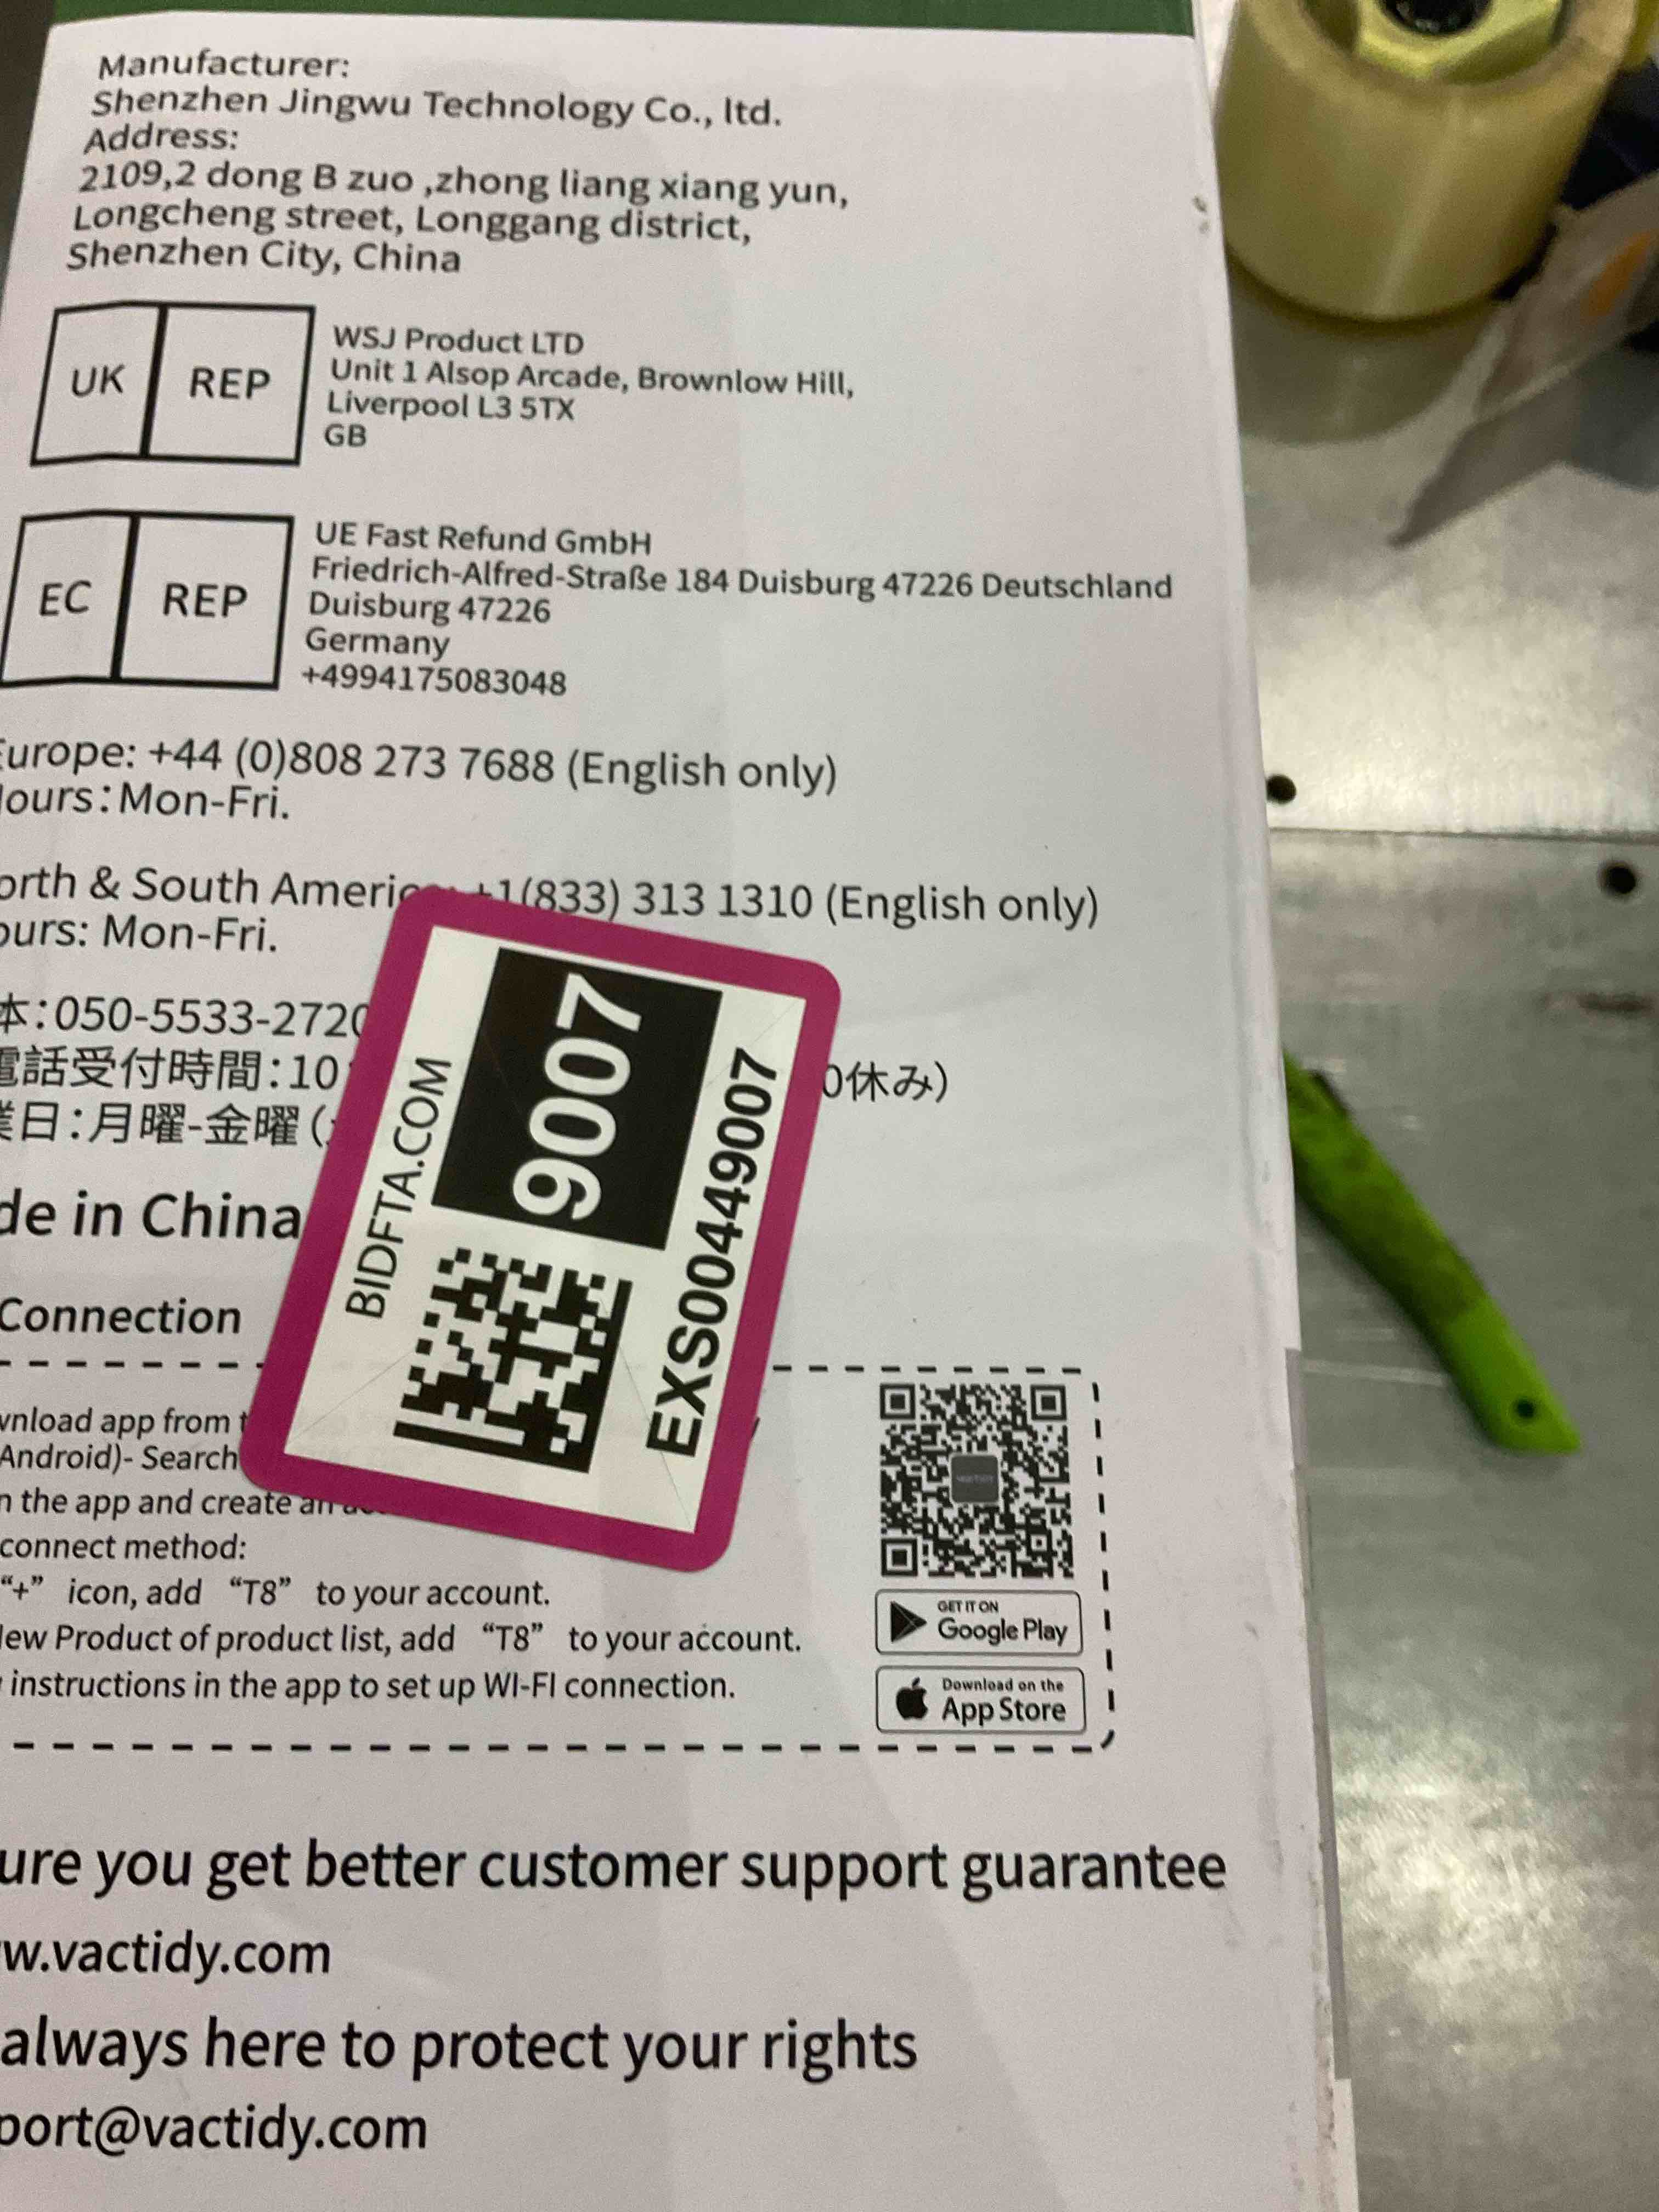 Manufacturer:
Shenzhen Jingwu Technology Co., ltd.
Address:
2109,2 dong B zuo ,zhong liang xiang yun,
Longcheng street, Longgang district,
Shenzhen City, China
UK REP
WSJ Product LTD
Unit 1 Alsop Arcade, Brownlow Hill,
Liverpool L3 5TX
GB
EC REP
UE Fast Refund GmbH
Friedrich-Alfred-Straße 184 Duisburg 47226 Deutschland
Duisburg 47226
Germany
+4994175083048
Europe: +44 (0)808 273 7688 (English only)
Hours: Mon-Fri.
orth & South Americ +1(833) 313 1310 (English only)
ours: Mon-Fri.
本:050-5533-2720
電話受付時間:10 0休み)
業日:月曜-金曜(
de in China
Connection
wnload app from t
Android)- Search
n the app and create an
connect method:
"+" icon, add "T8" to your account.
New Product of product list, add "T8" to your account.
instructions in the app to set up WI-FI connection.
BIDFTA.COM
9007
EXS00449007
GET IT ON
Google Play
Download on the
App Store
ure you get better customer support guarantee
w.vactidy.com
always here to protect your rights
port@vactidy.com